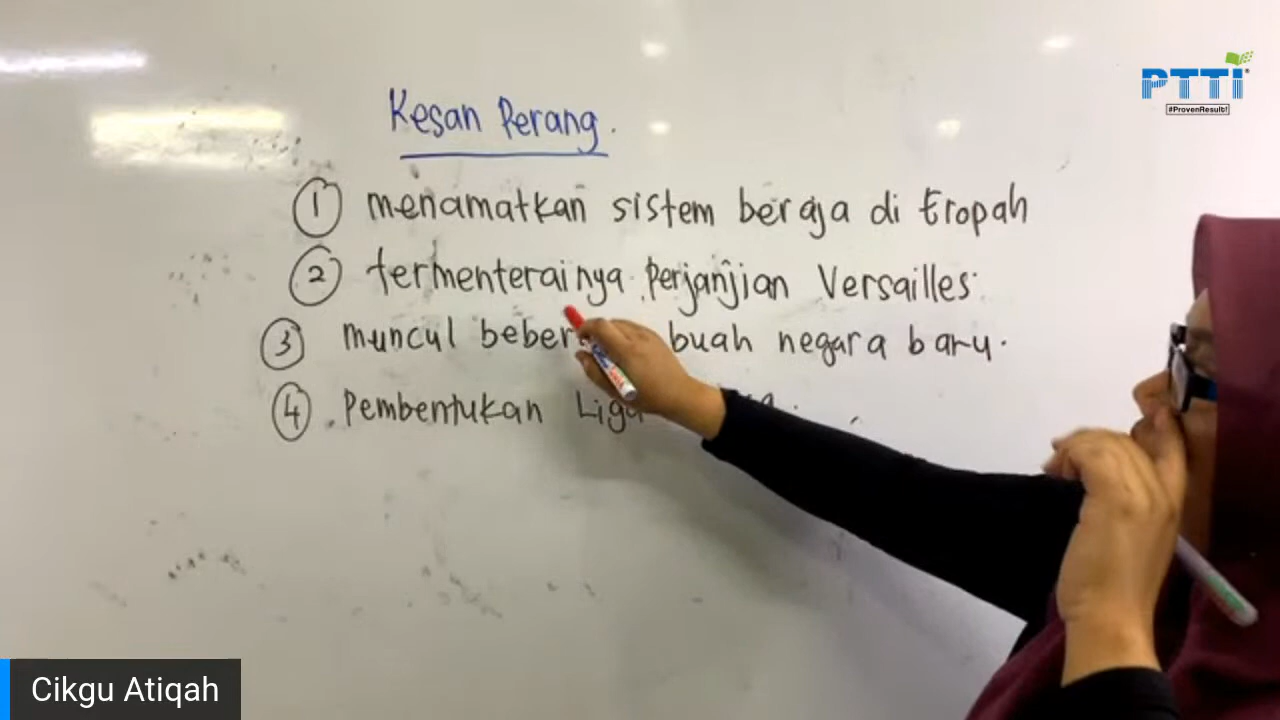 PTTI
#ProvenResult!
Kesan Perang.
1 menamatkan sistem beraja di Eropah
2 termenterainya Perjanjian Versailles.
3 muncul beber buah negara baru.
4 Pembentukan Liga
Cikgu Atiqah